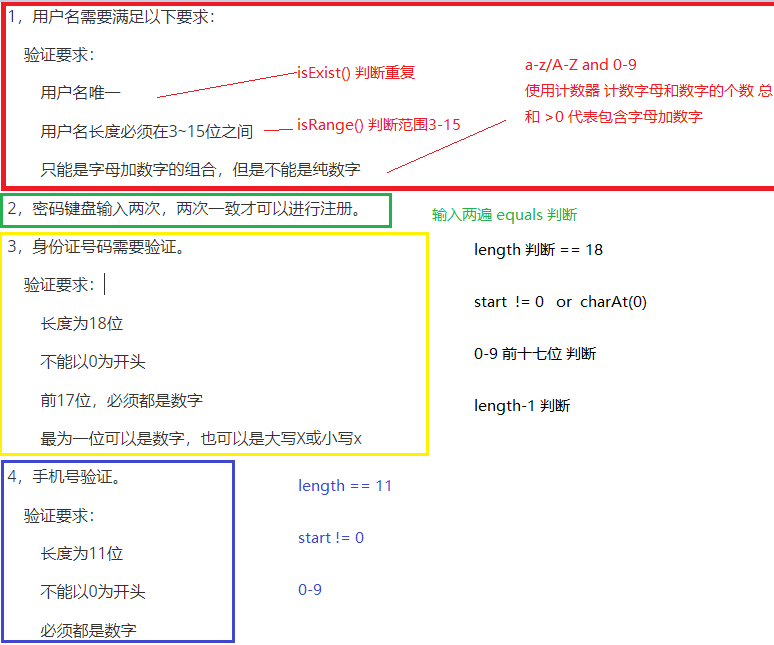 1，用户名需要满足以下要求：
验证要求：
用户名唯一
isExist() 判断重复
用户名长度必须在3~15位之间
isRange() 判断范围3-15
只能是字母加数字的组合，但是不能是纯数字
a-z/A-Z and 0-9
使用计数器 计数字母和数字的个数 总
和 >0 代表包含字母加数字
2，密码键盘输入两次，两次一致才可以进行注册。
输入两遍 equals 判断
3，身份证号码需要验证。
验证要求：
长度为18位
不能以0为开头
前17位，必须都是数字
最为一位可以是数字，也可以是大写X或小写x
length 判断 == 18
start != 0 or charAt(0)
0-9 前十七位 判断
length-1 判断
4，手机号验证。
验证要求：
长度为11位
不能以0为开头
必须都是数字
length == 11
start != 0
0-9